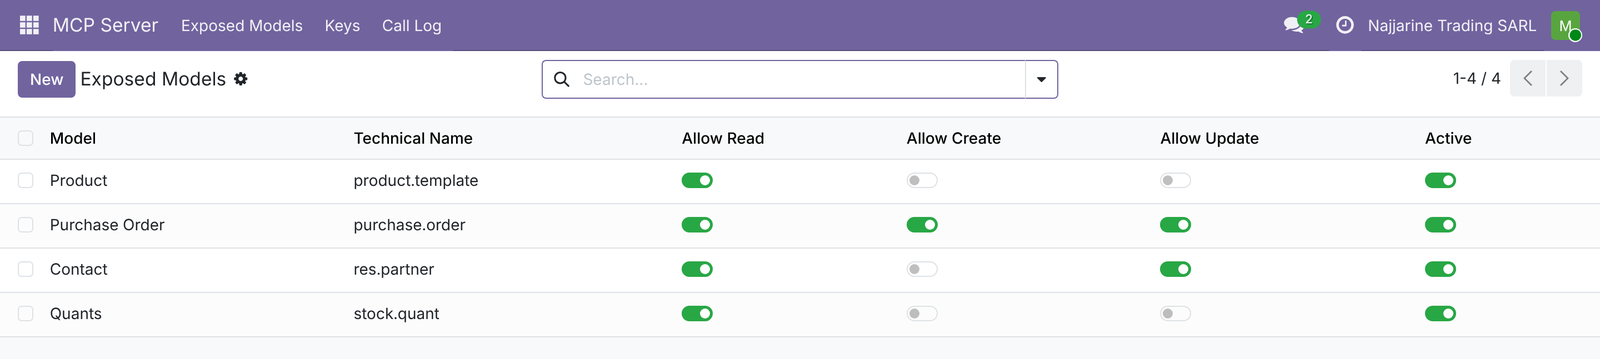 MCP Server Exposed Models Keys Call Log 2 Najjarine Trading SARL M
New Exposed Models Search... 1-4 / 4
Model Technical Name Allow Read Allow Create Allow Update Active
Product product.template
Purchase Order purchase.order
Contact res.partner
Quants stock.quant